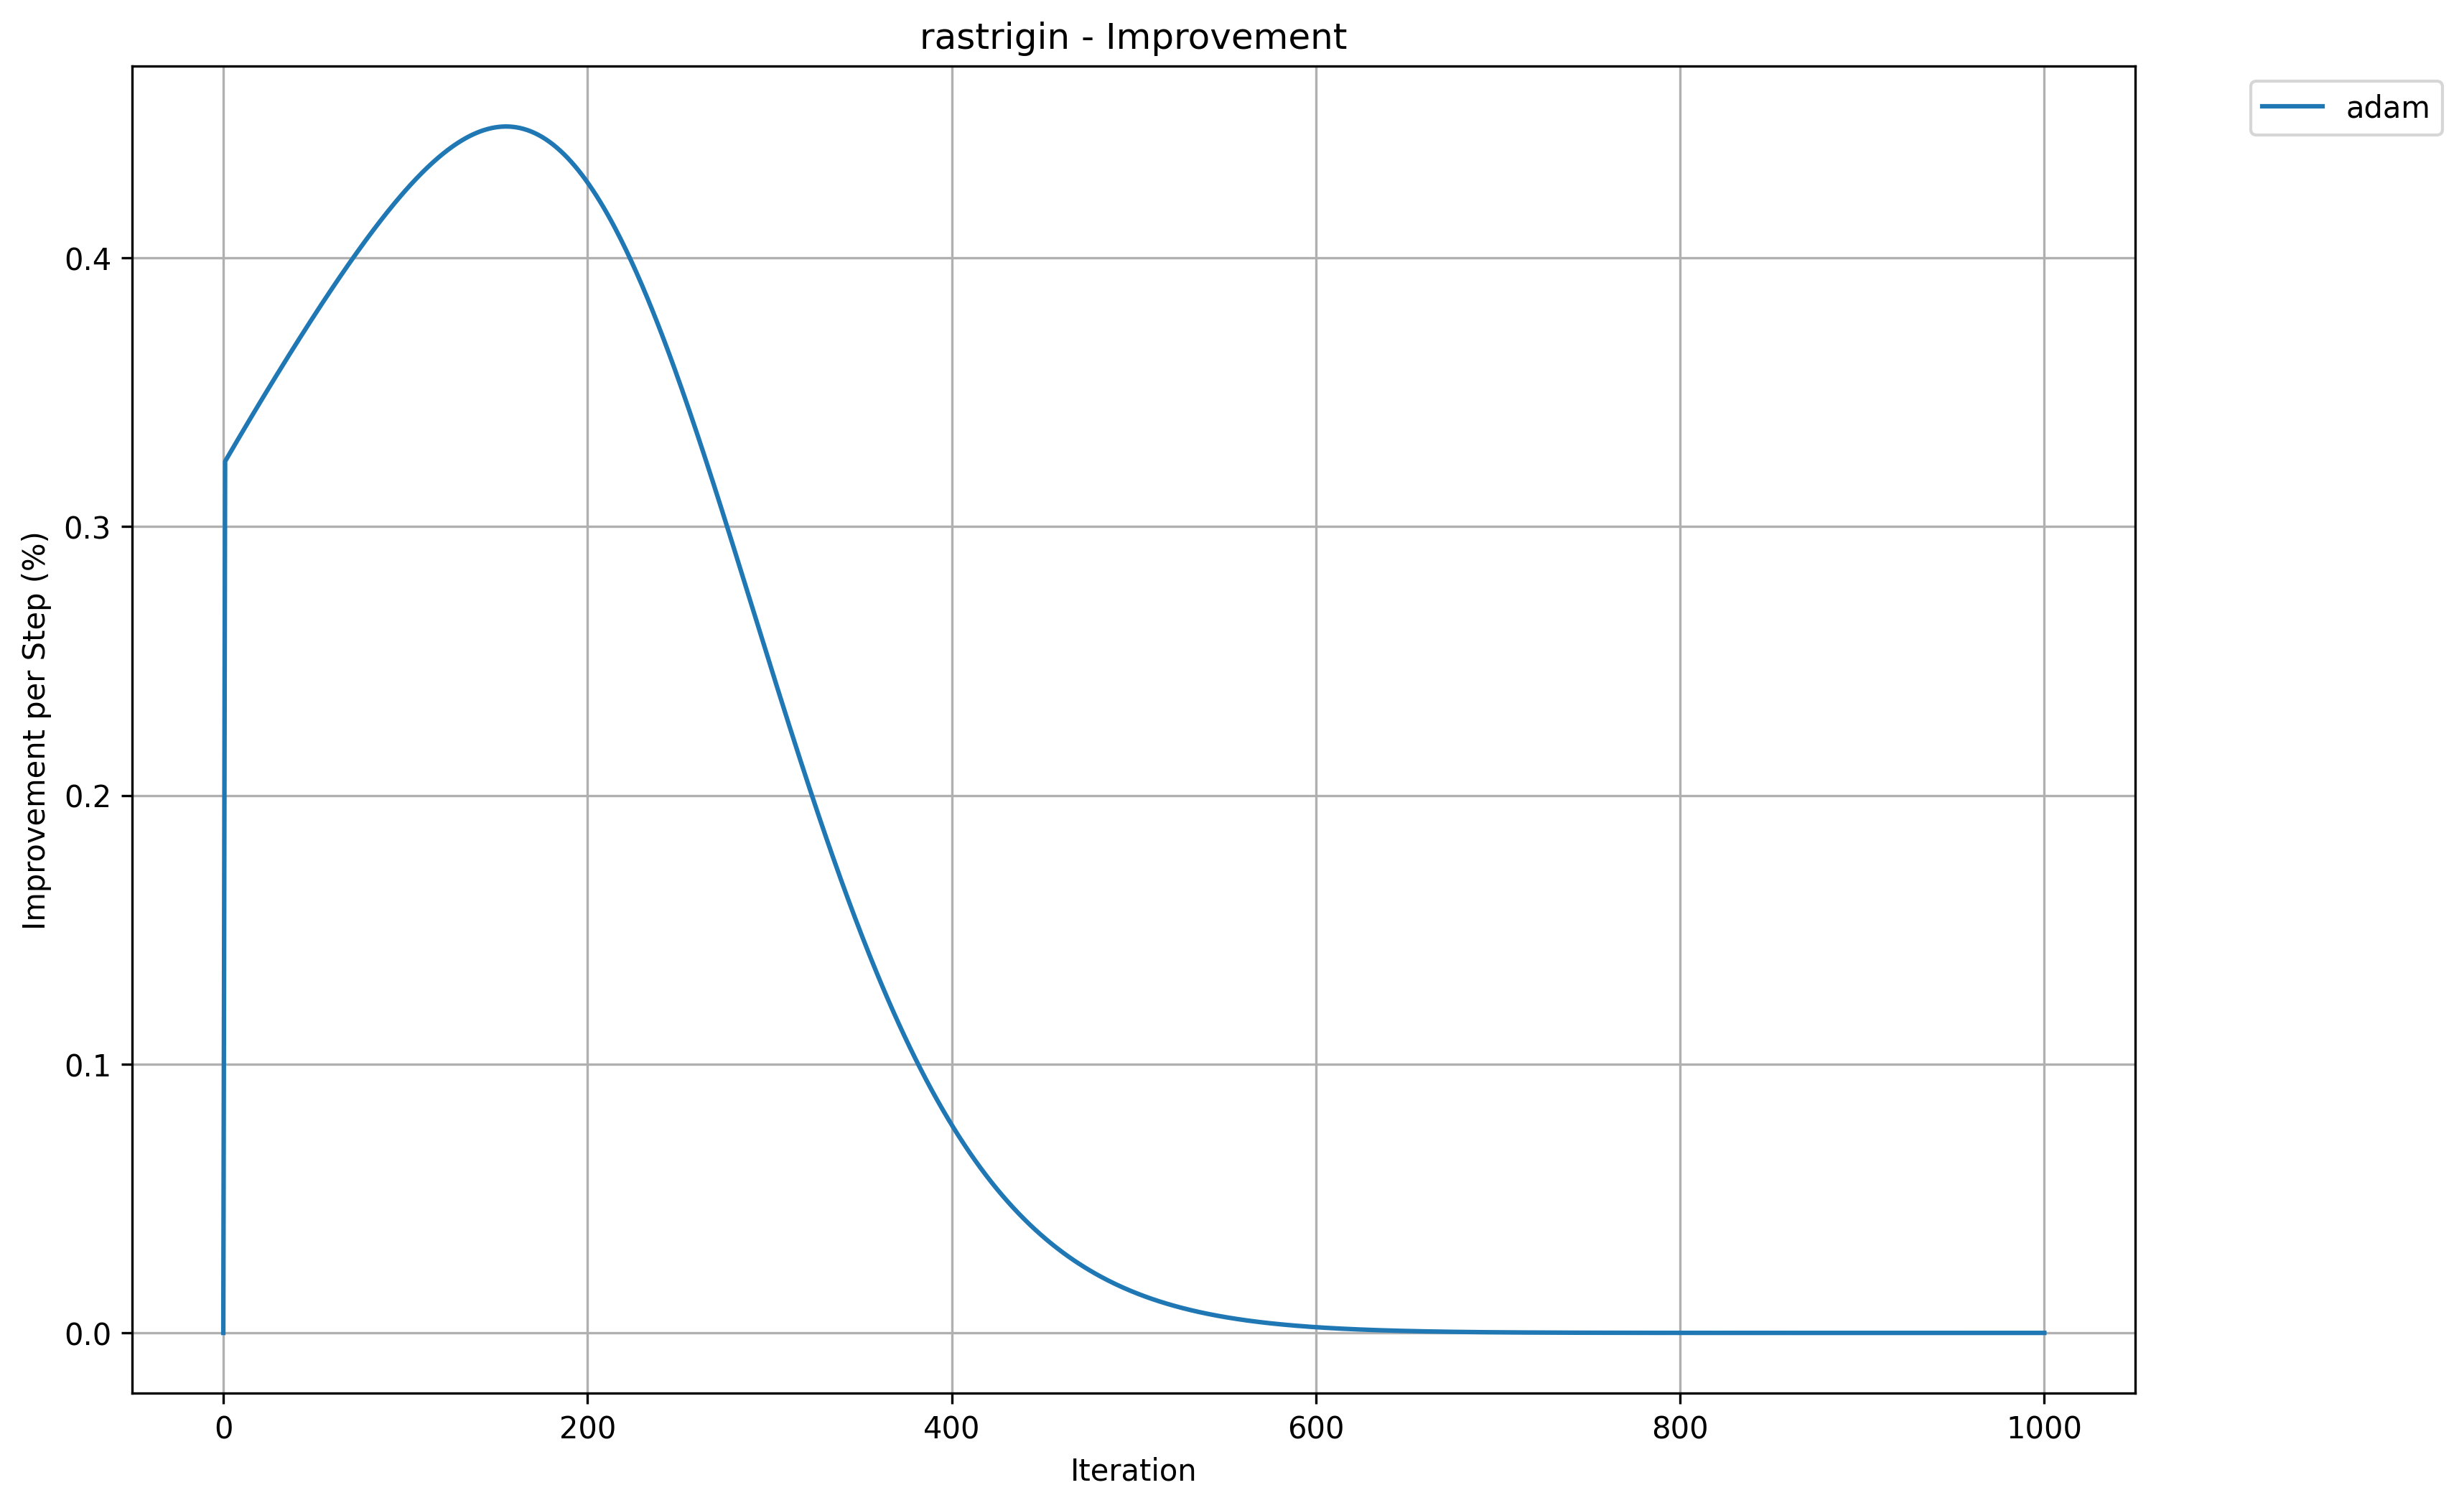 rastrigin - Improvement
adam
Improvement per Step (%)
0.4
0.3
0.2
0.1
0.0
0 200 400 600 800 1000
Iteration